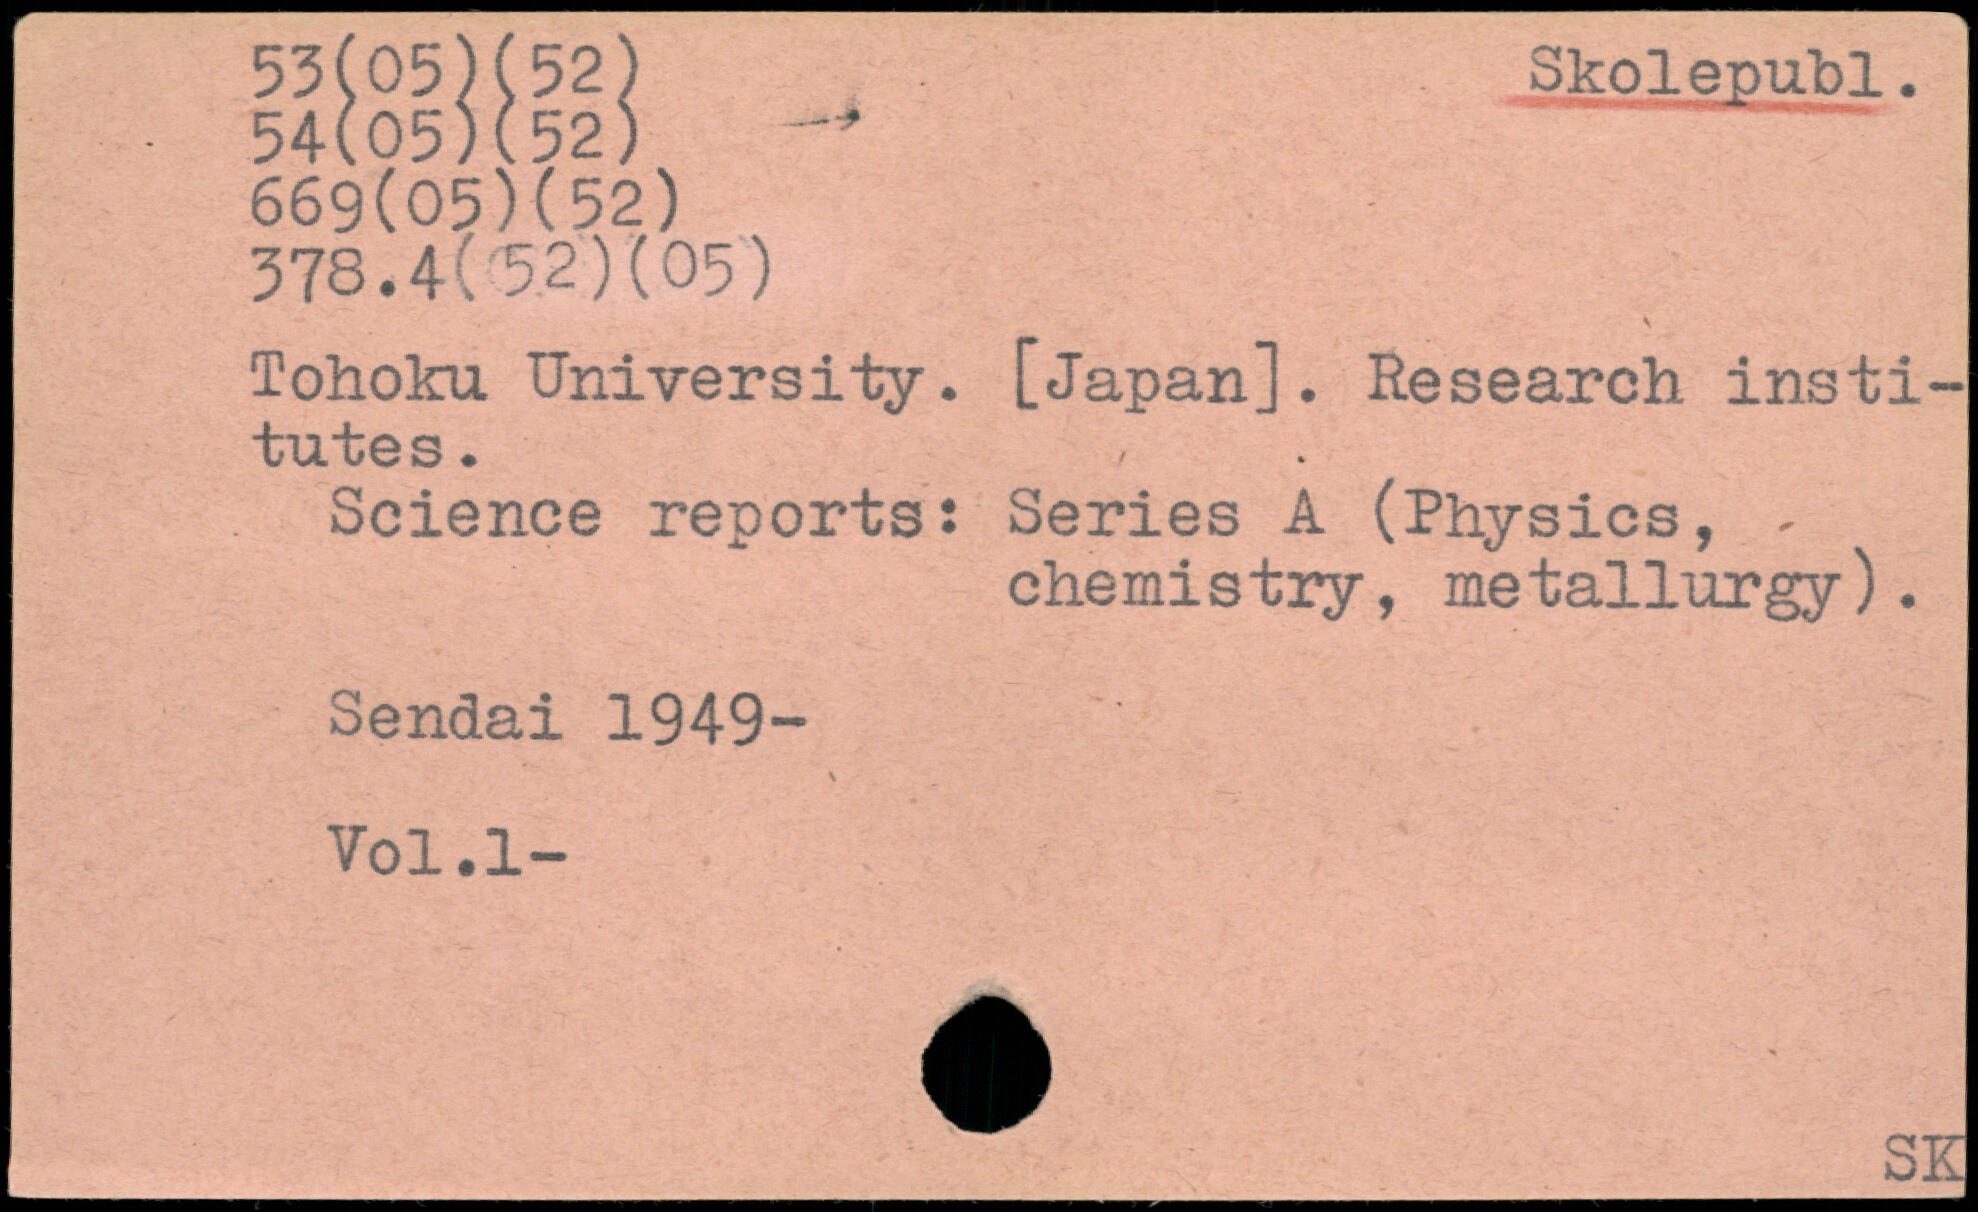 53(05)(52)
Skolepubl.
54(05)(52)
669(05)(52)
378.4(52)(05)
Tohoku University. [Japan]. Research insti-
tutes.
Science reports: Series A (Physics,
chemistry, metallurgy).
Sendai 1949-
Vol.1-
SK